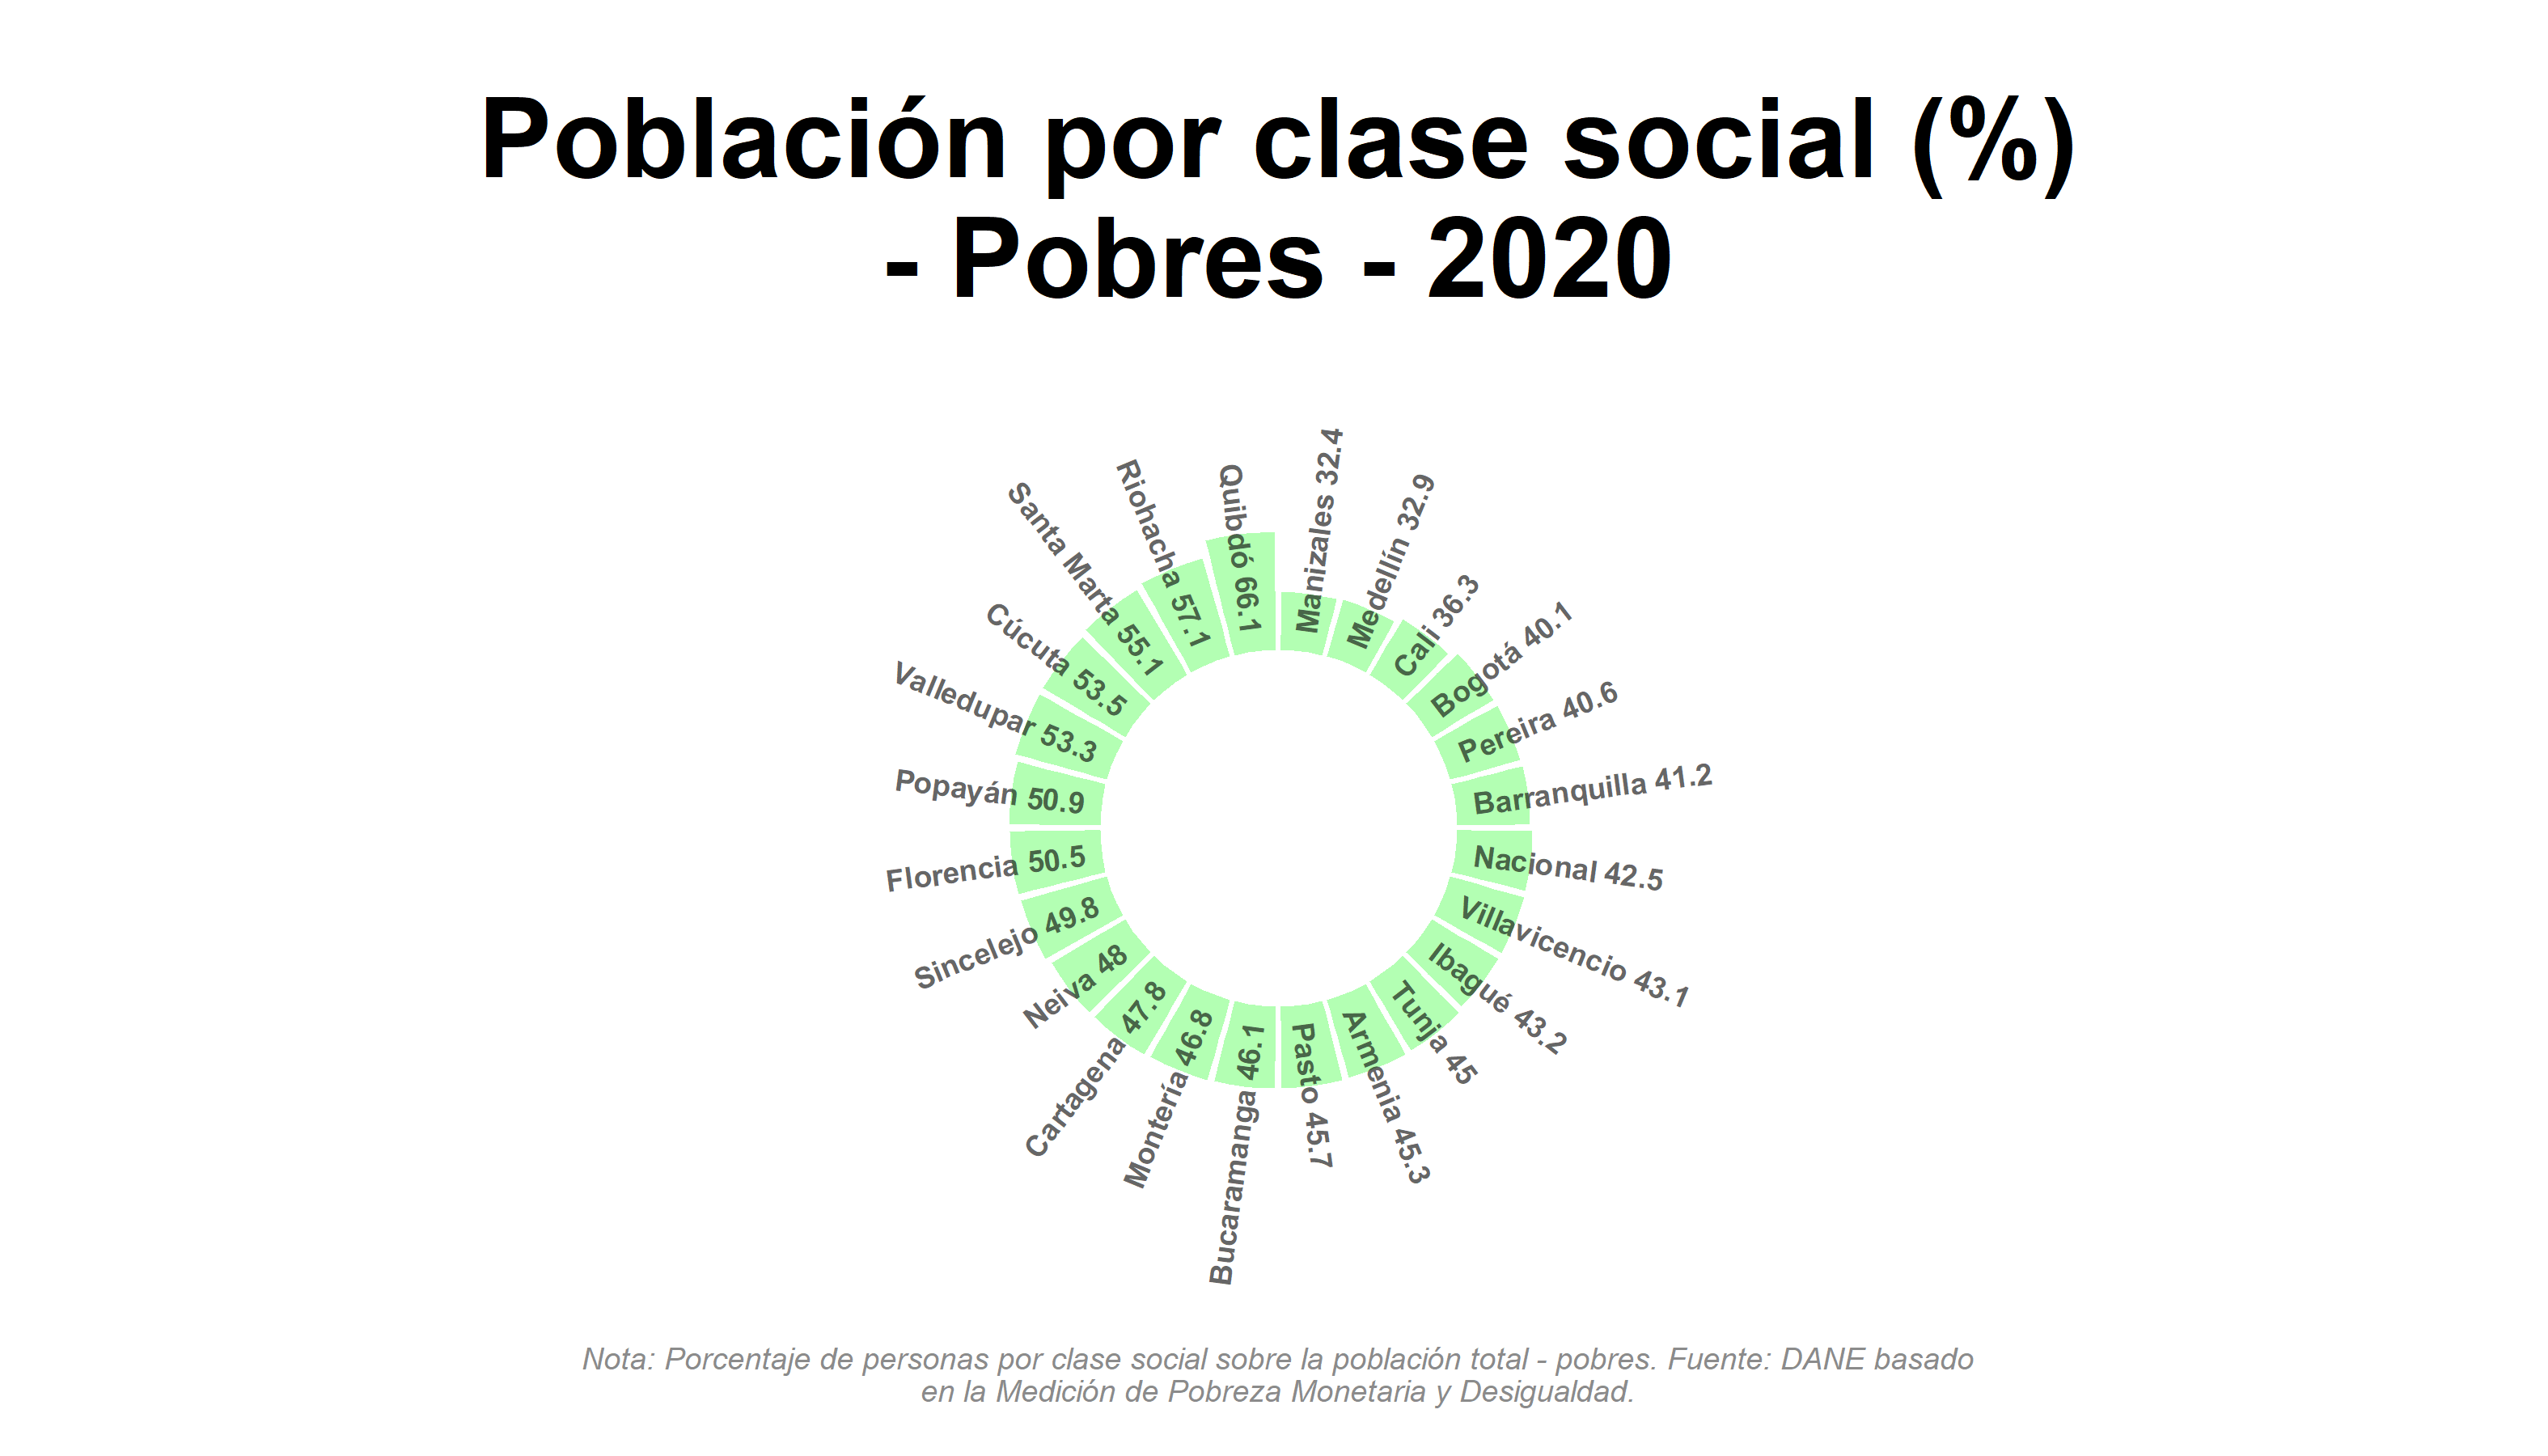 Población por clase social (%)
- Pobres - 2020
Manizales 32.4
Medellín 32.9
Cali 36.3
Bogotá 40.1
Pereira 40.6
Barranquilla 41.2
Nacional 42.5
Villavicencio 43.1
Ibagué 43.2
Tunja 45
Armenia 45.3
Pasto 45.7
Bucaramanga 46.1
Montería 46.8
Cartagena 47.8
Neiva 48
Sincelejo 49.8
Florencia 50.5
Popayán 50.9
Valledupar 53.3
Cúcuta 53.5
Santa Marta 55.1
Riohacha 57.1
Quibdó 66.1
Nota: Porcentaje de personas por clase social sobre la población total - pobres. Fuente: DANE basado
en la Medición de Pobreza Monetaria y Desigualdad.